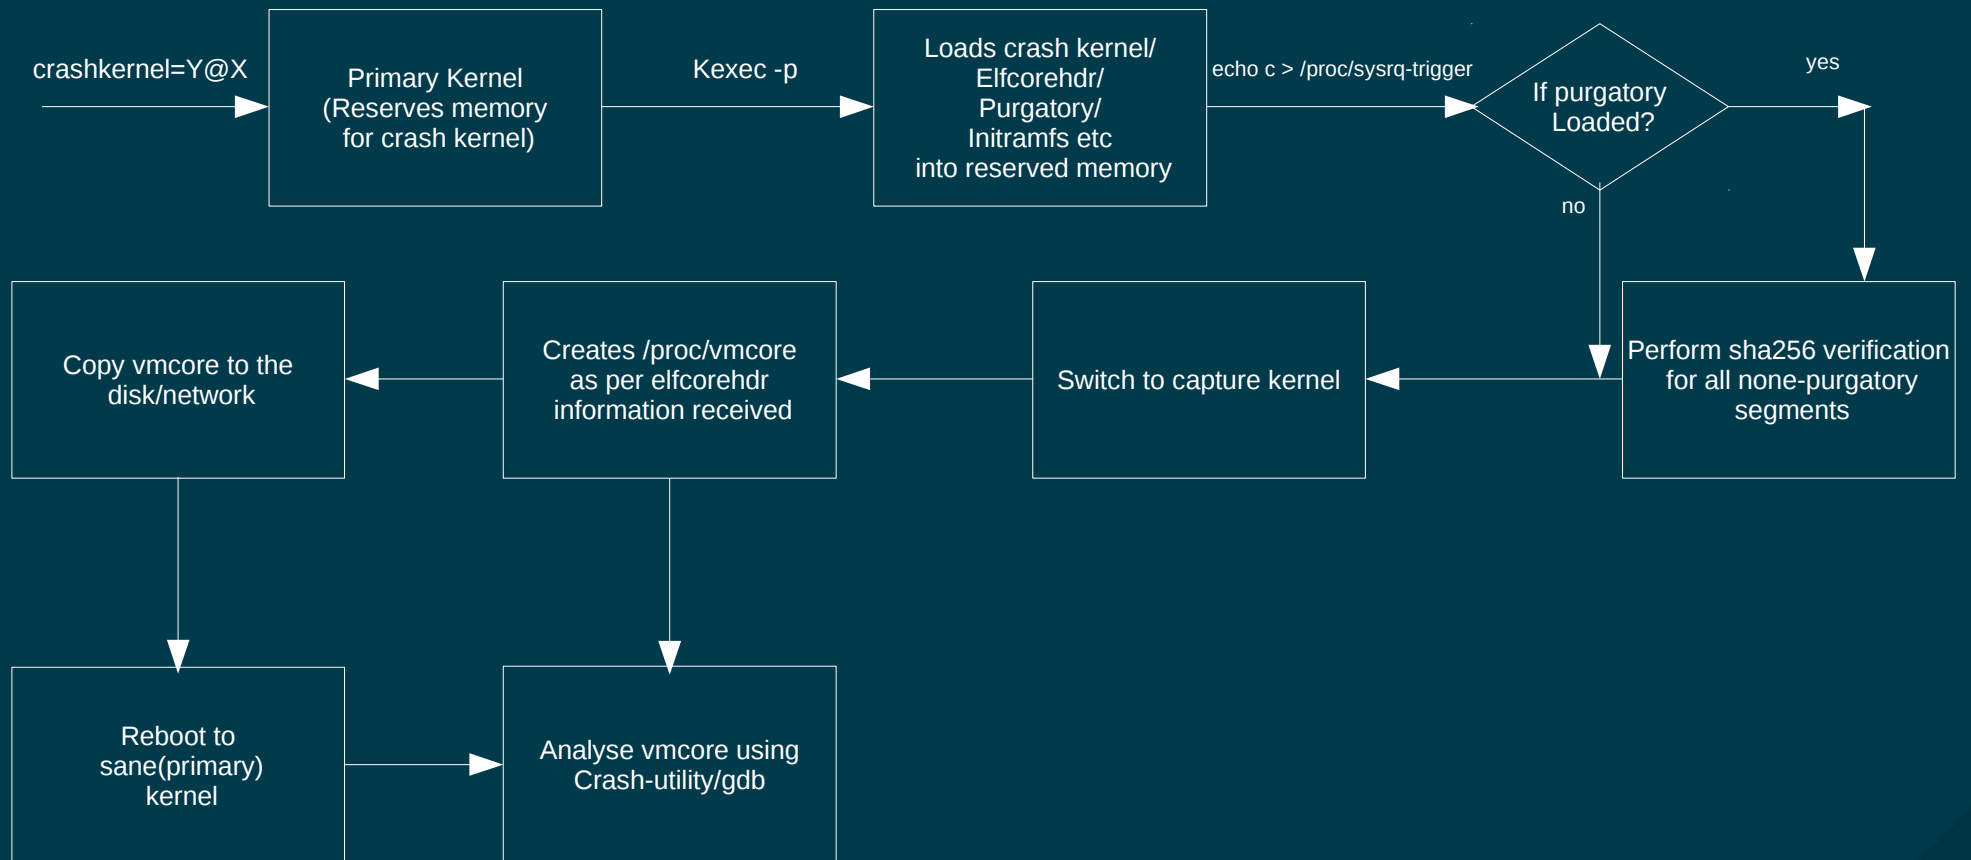 crashkernel=Y@X
Primary Kernel
(Reserves memory
for crash kernel)
Kexec -p
Loads crash kernel/
Elfcorehdr/
Purgatory/
Initramfs etc
into reserved memory
echo c > /proc/sysrq-trigger
If purgatory
Loaded?
yes
no
Perform sha256 verification
for all none-purgatory
segments
Switch to capture kernel
Creates /proc/vmcore
as per elfcorehdr
information received
Copy vmcore to the
disk/network
Reboot to
sane(primary)
kernel
Analyse vmcore using
Crash-utility/gdb